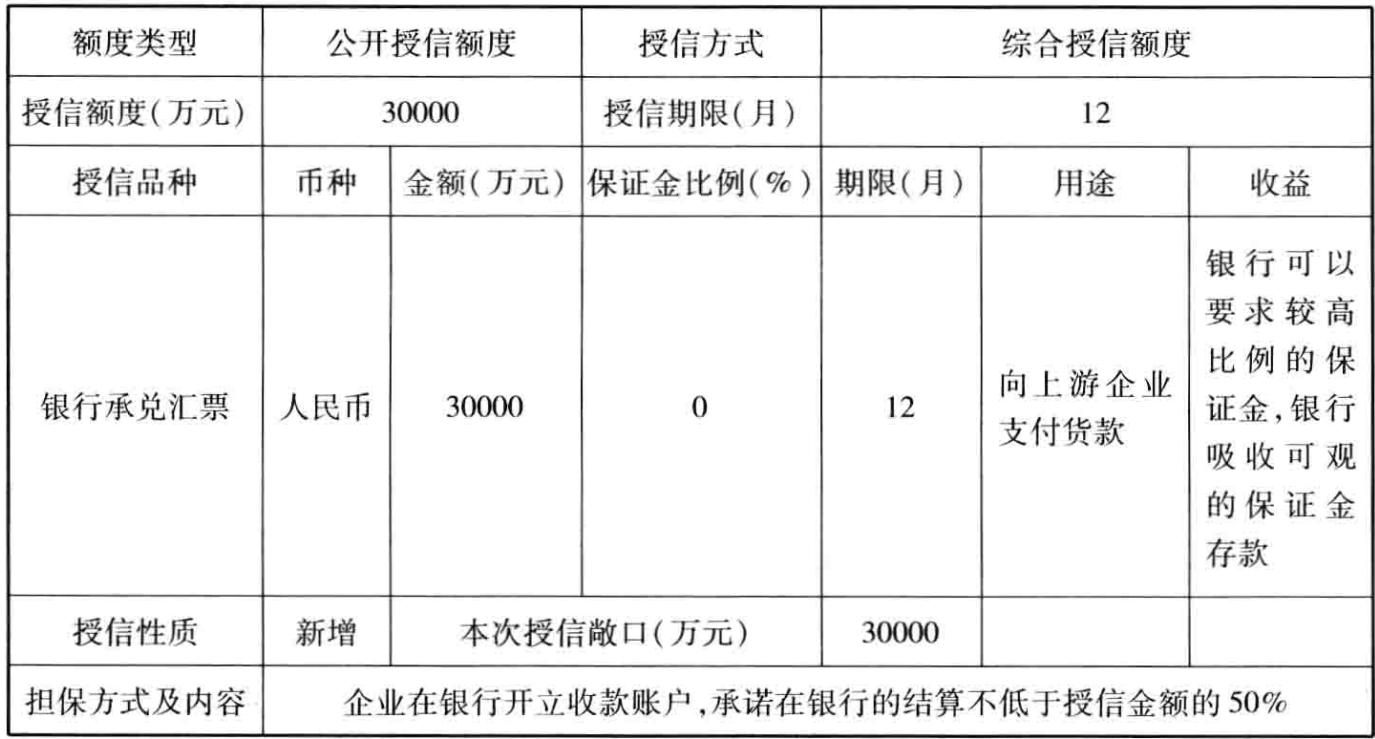 额度类型 公开授信额度 授信方式 综合授信额度
授信额度(万元) 30000 授信期限(月) 12
授信品种 币种 金额(万元) 保证金比例(%) 期限(月) 用途 收益
银行承兑汇票 人民币 30000 0 12
向上游企业
支付货款
银行可以
要求较高
比例的保
证金,银行
吸收可观
的保证金
存款
授信性质 新增 本次授信敞口(万元) 30000
担保方式及内容 企业在银行开立收款账户,承诺在银行的结算不低于授信金额的50%